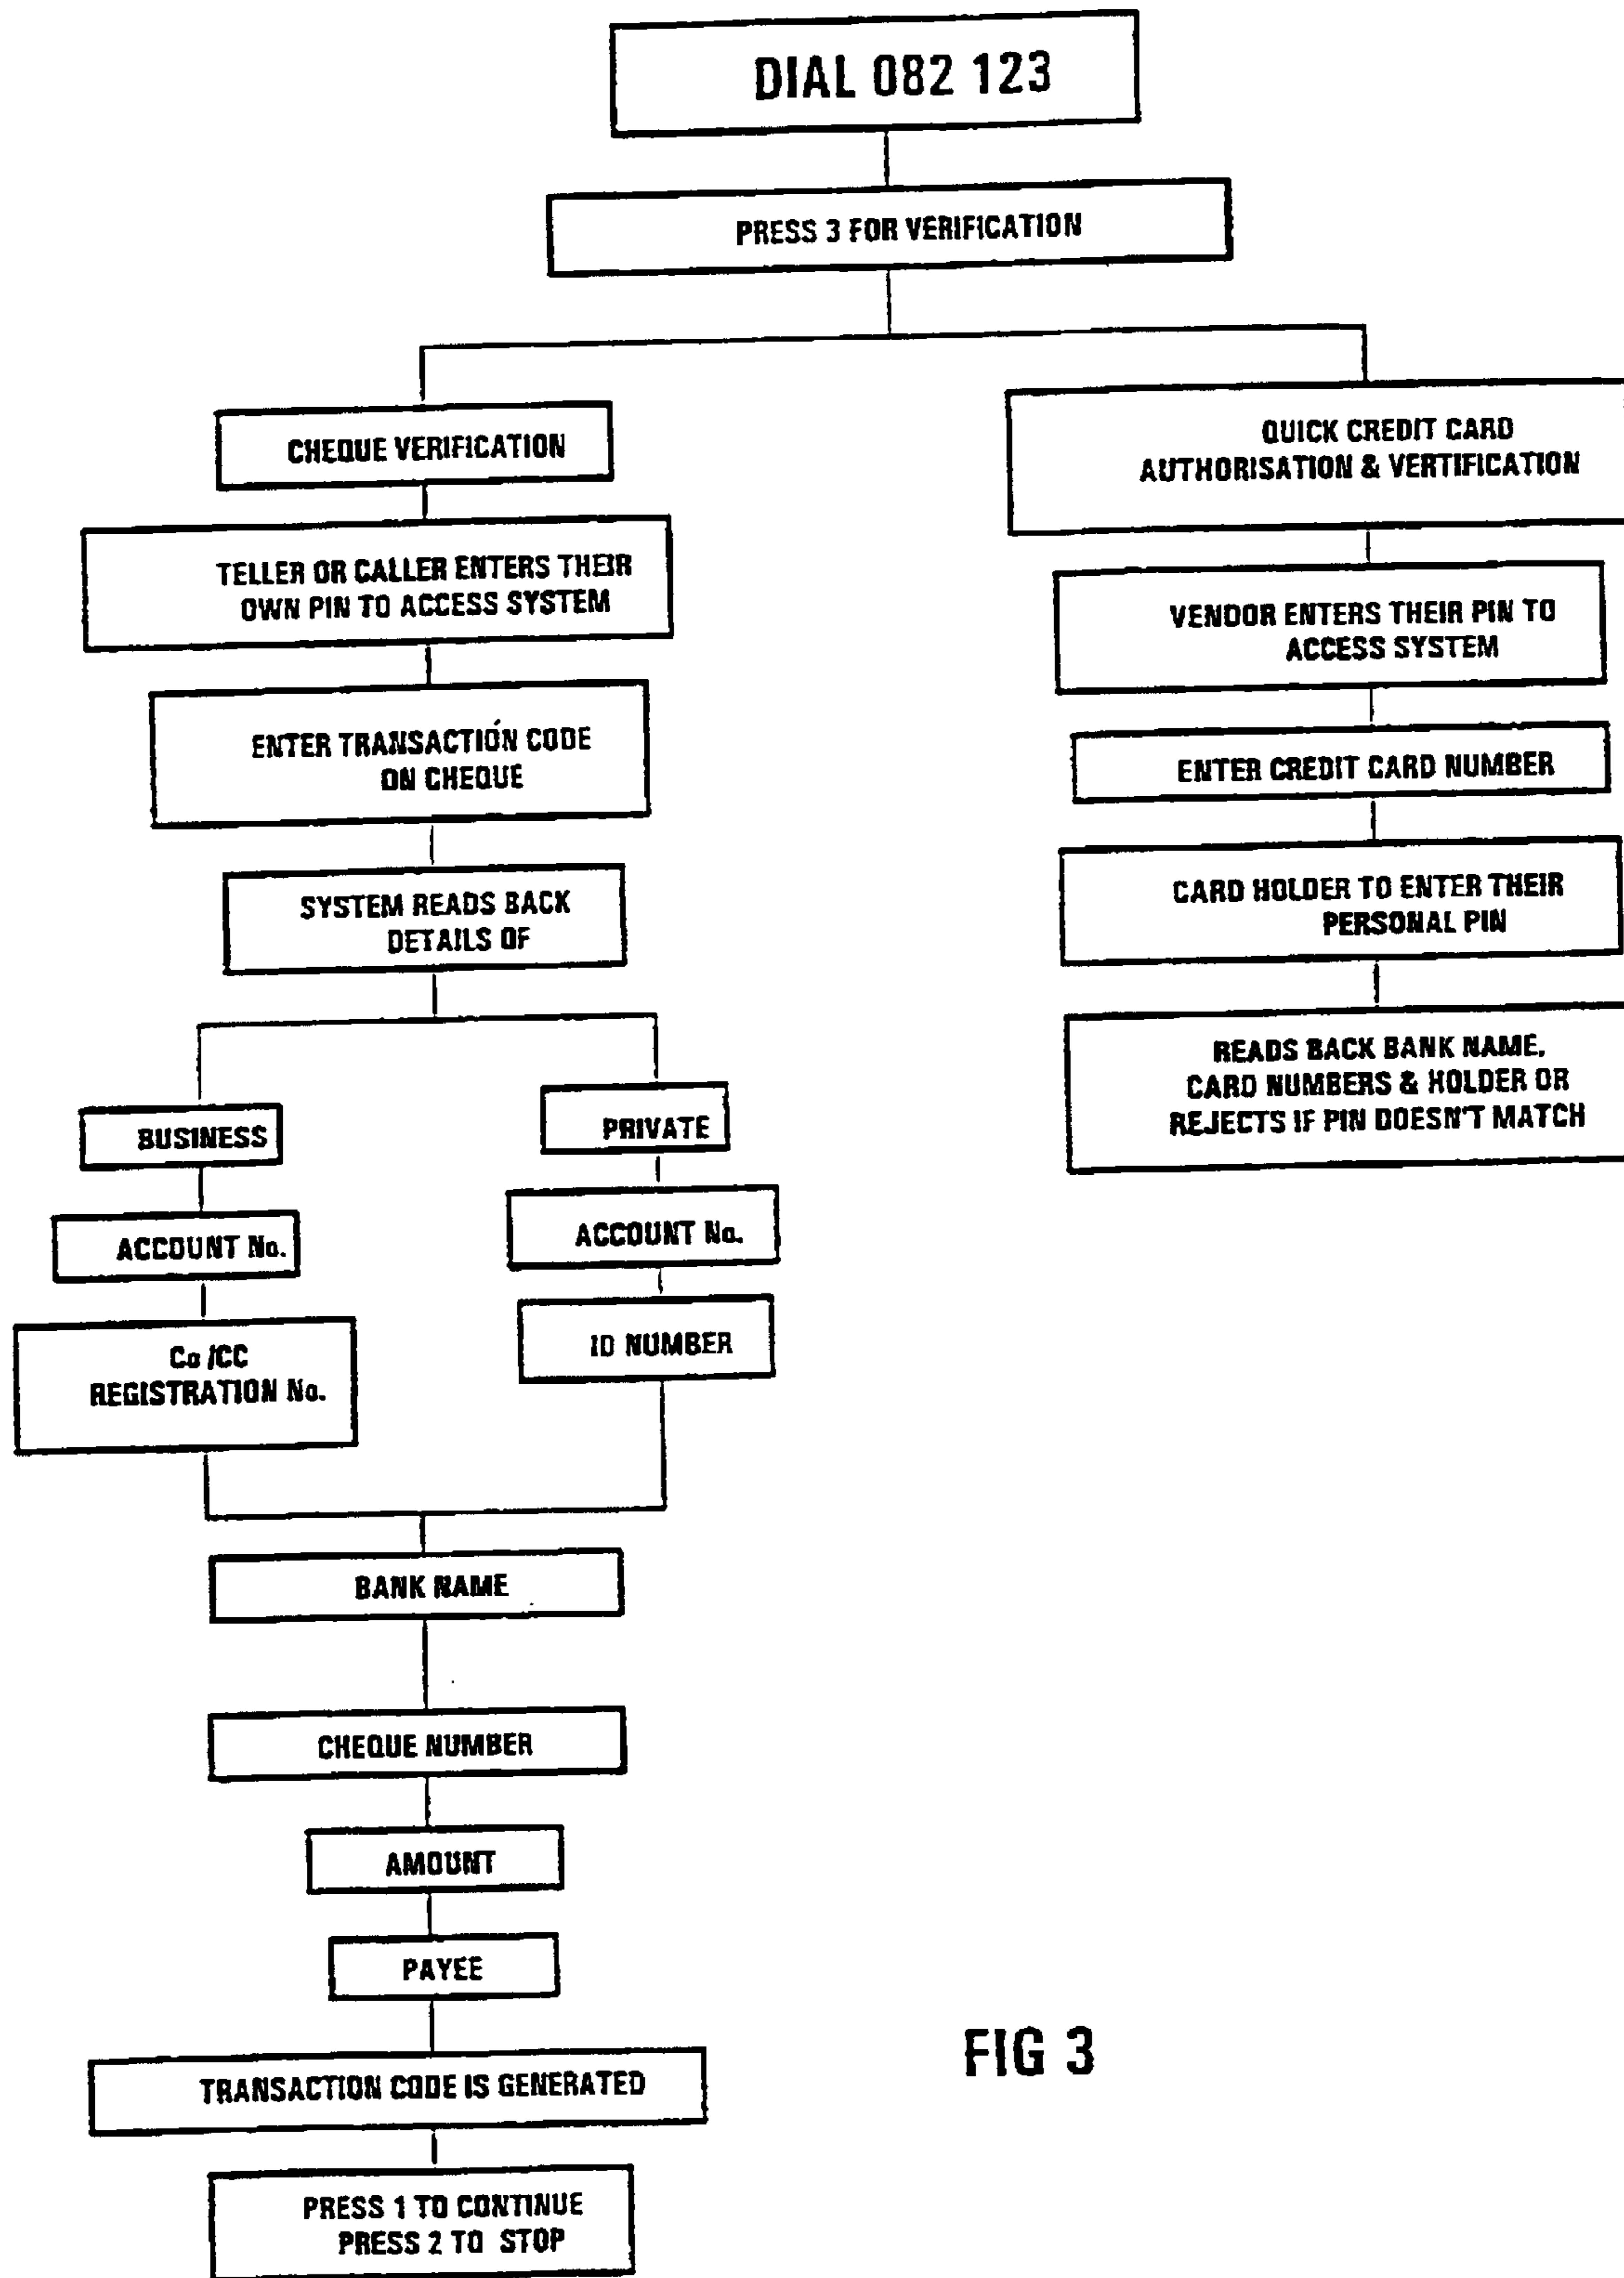 DIAL 082 123
PRESS 3 FOR VERIFICATION
CHEQUE VERIFICATION
TELLER OR CALLER ENTERS THEIR
OWN PIN TO ACCESS SYSTEM
ENTER TRANSACTION CODE
ON CHEQUE
SYSTEM READS BACK
DETAILS OF
BUSINESS
ACCOUNT No.
Co /CC
REGISTRATION No.
PRIVATE
ACCOUNT No.
ID NUMBER
BANK NAME
CHEQUE NUMBER
AMOUNT
PAYEE
TRANSACTION CODE IS GENERATED
PRESS 1 TO CONTINUE
PRESS 2 TO STOP
QUICK CREDIT CARD
AUTHORISATION & VERTIFICATION
VENDOR ENTERS THEIR PIN TO
ACCESS SYSTEM
ENTER CREDIT CARD NUMBER
CARD HOLDER TO ENTER THEIR
PERSONAL PIN
READS BACK BANK NAME,
CARD NUMBERS & HOLDER OR
REJECTS IF PIN DOESN'T MATCH
FIG 3